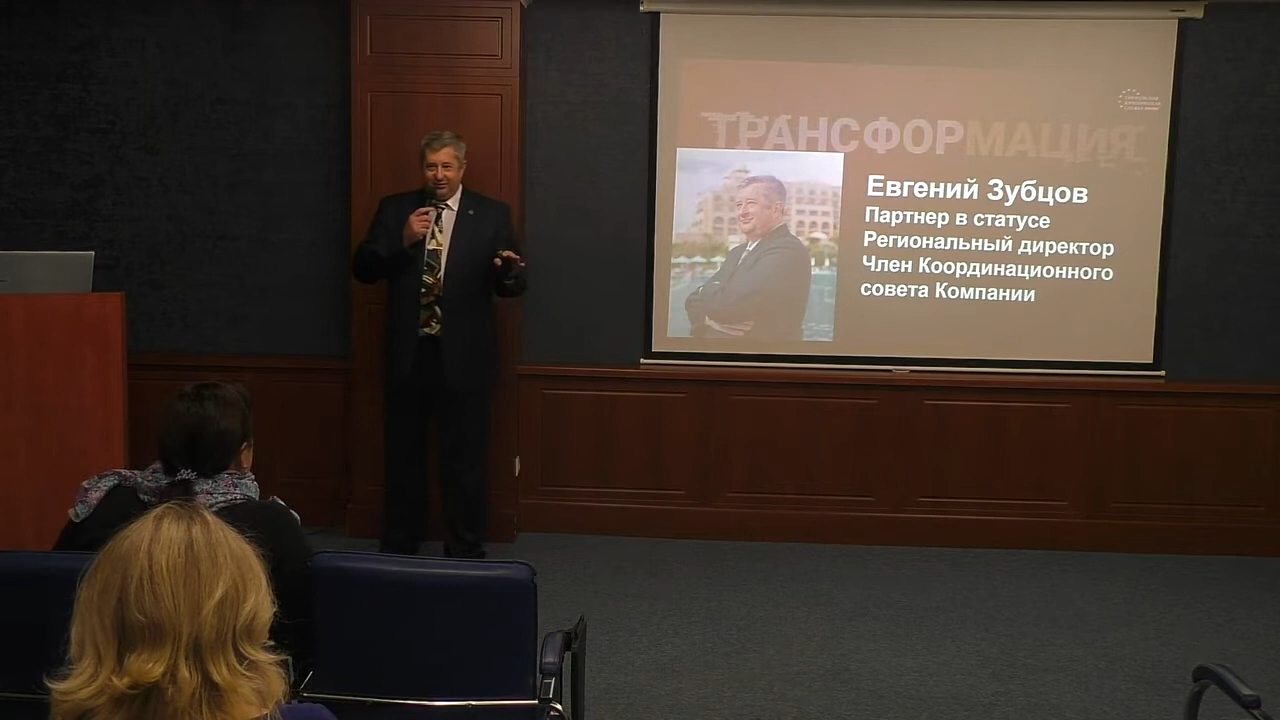 ТРАНСФОРМАЦИЯ
Евгений Зубцов
Партнер в статусе
Региональный директор
Член Координационного
совета Компании